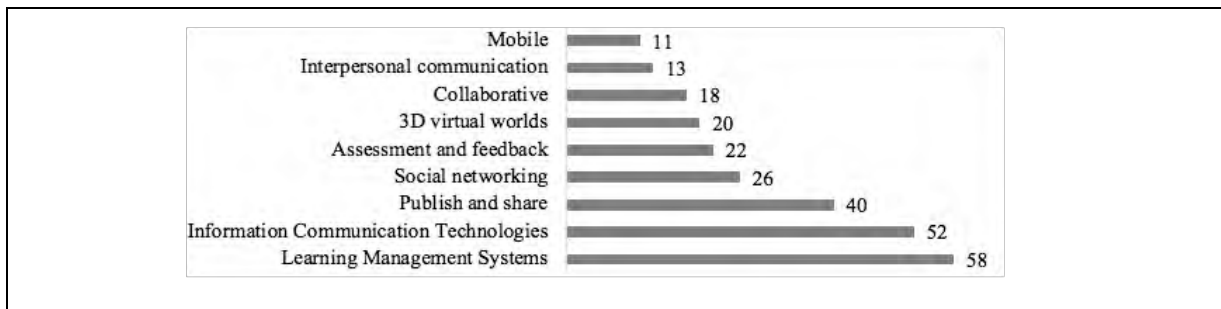 Mobile 11
Interpersonal communication 13
Collaborative 18
3D virtual worlds 20
Assessment and feedback 22
Social networking 26
Publish and share 40
Information Communication Technologies 52
Learning Management Systems 58